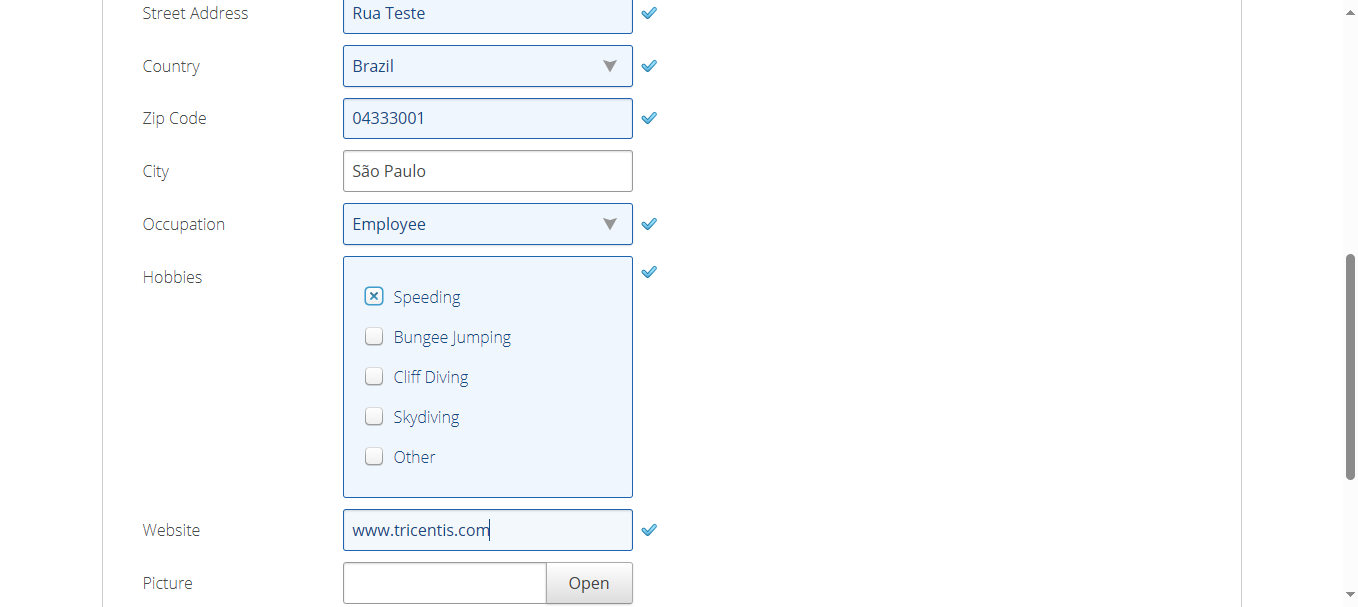 Street Address Rua Teste
Country Brazil
Zip Code 04333001
City São Paulo
Occupation Employee
Hobbies
Speeding
Bungee Jumping
Cliff Diving
Skydiving
Other
Website www.tricentis.com
Picture Open